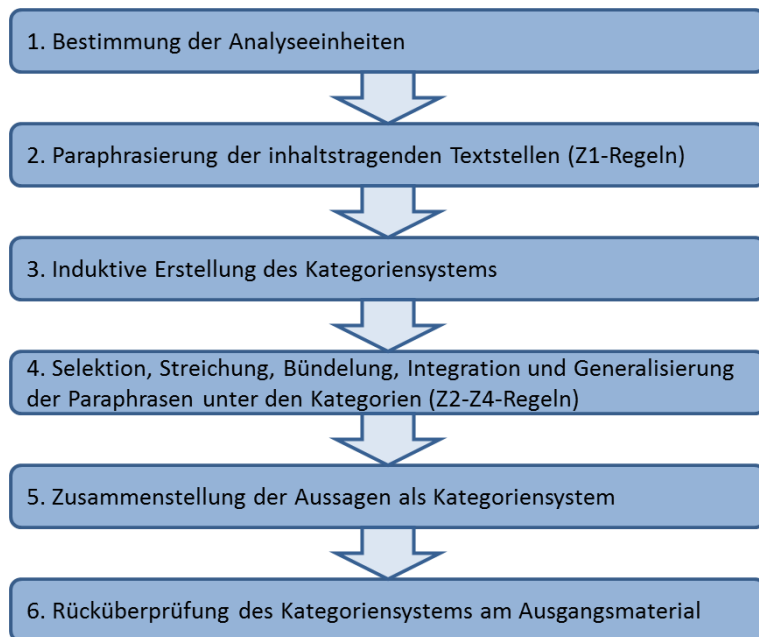 1. Bestimmung der Analyseeinheiten
2. Paraphrasierung der inhaltstragenden Textstellen (Z1-Regeln)
3. Induktive Erstellung des Kategoriensystems
4. Selektion, Streichung, Bündelung, Integration und Generalisierung
der Paraphrasen unter den Kategorien (Z2-Z4-Regeln)
5. Zusammenstellung der Aussagen als Kategoriensystem
6. Rücküberprüfung des Kategoriensystems am Ausgangsmaterial